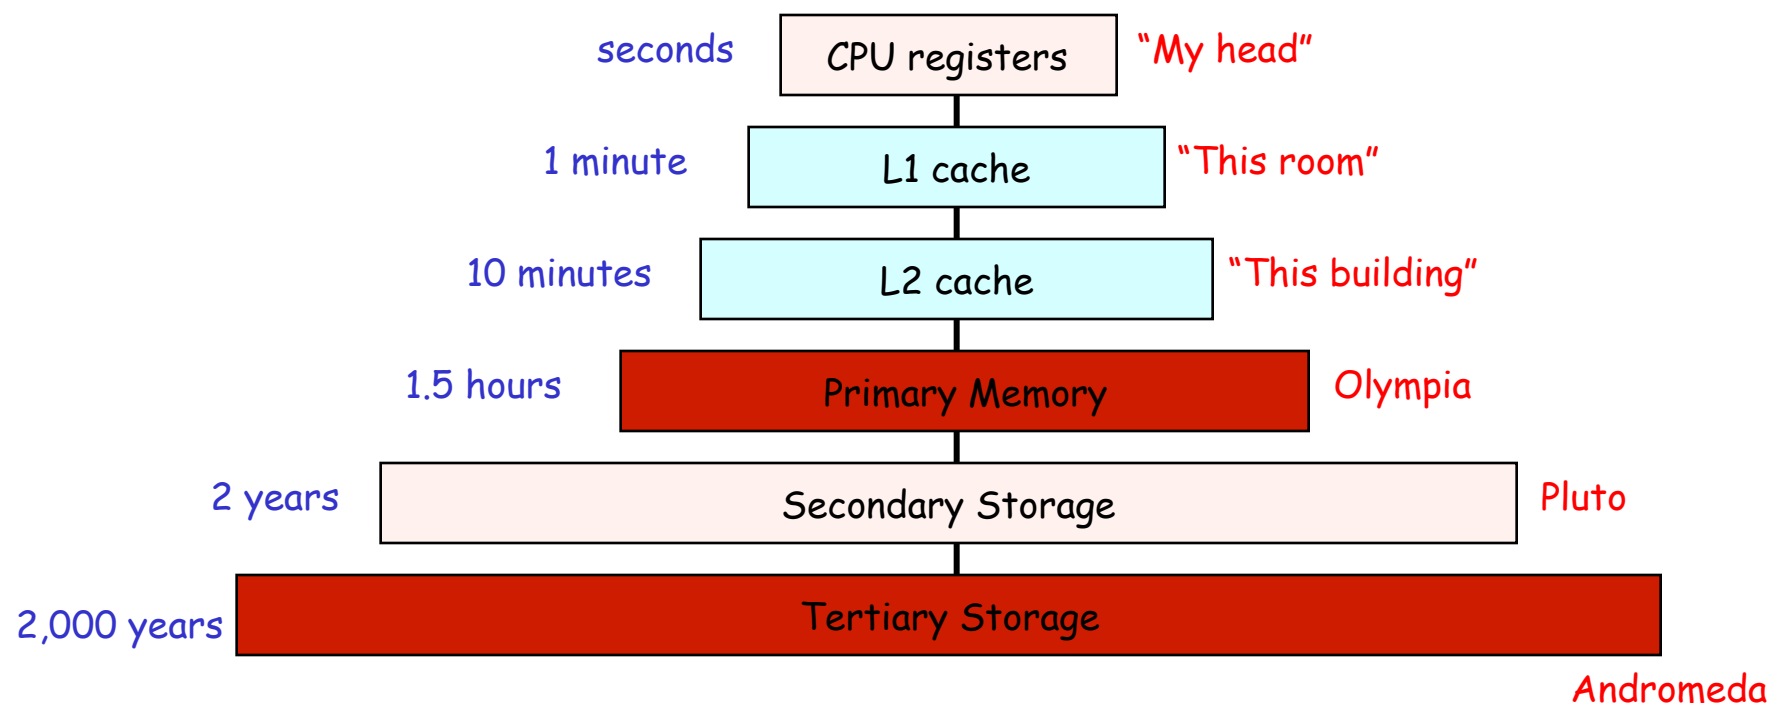 seconds CPU registers “My head”
1 minute L1 cache “This room”
10 minutes L2 cache “This building”
1.5 hours Primary Memory Olympia
2 years Secondary Storage Pluto
2,000 years Tertiary Storage
Andromeda